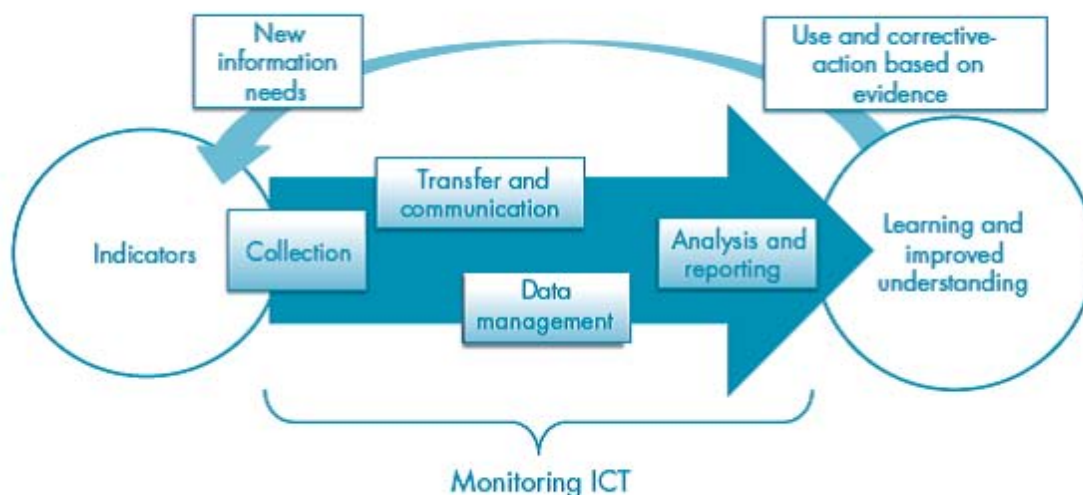 New
information
needs
Use and corrective-
action based on
evidence
Transfer and
communication
Indicators
Collection
Analysis and
reporting
Learning and
improved
understanding
Data
management
Monitoring ICT